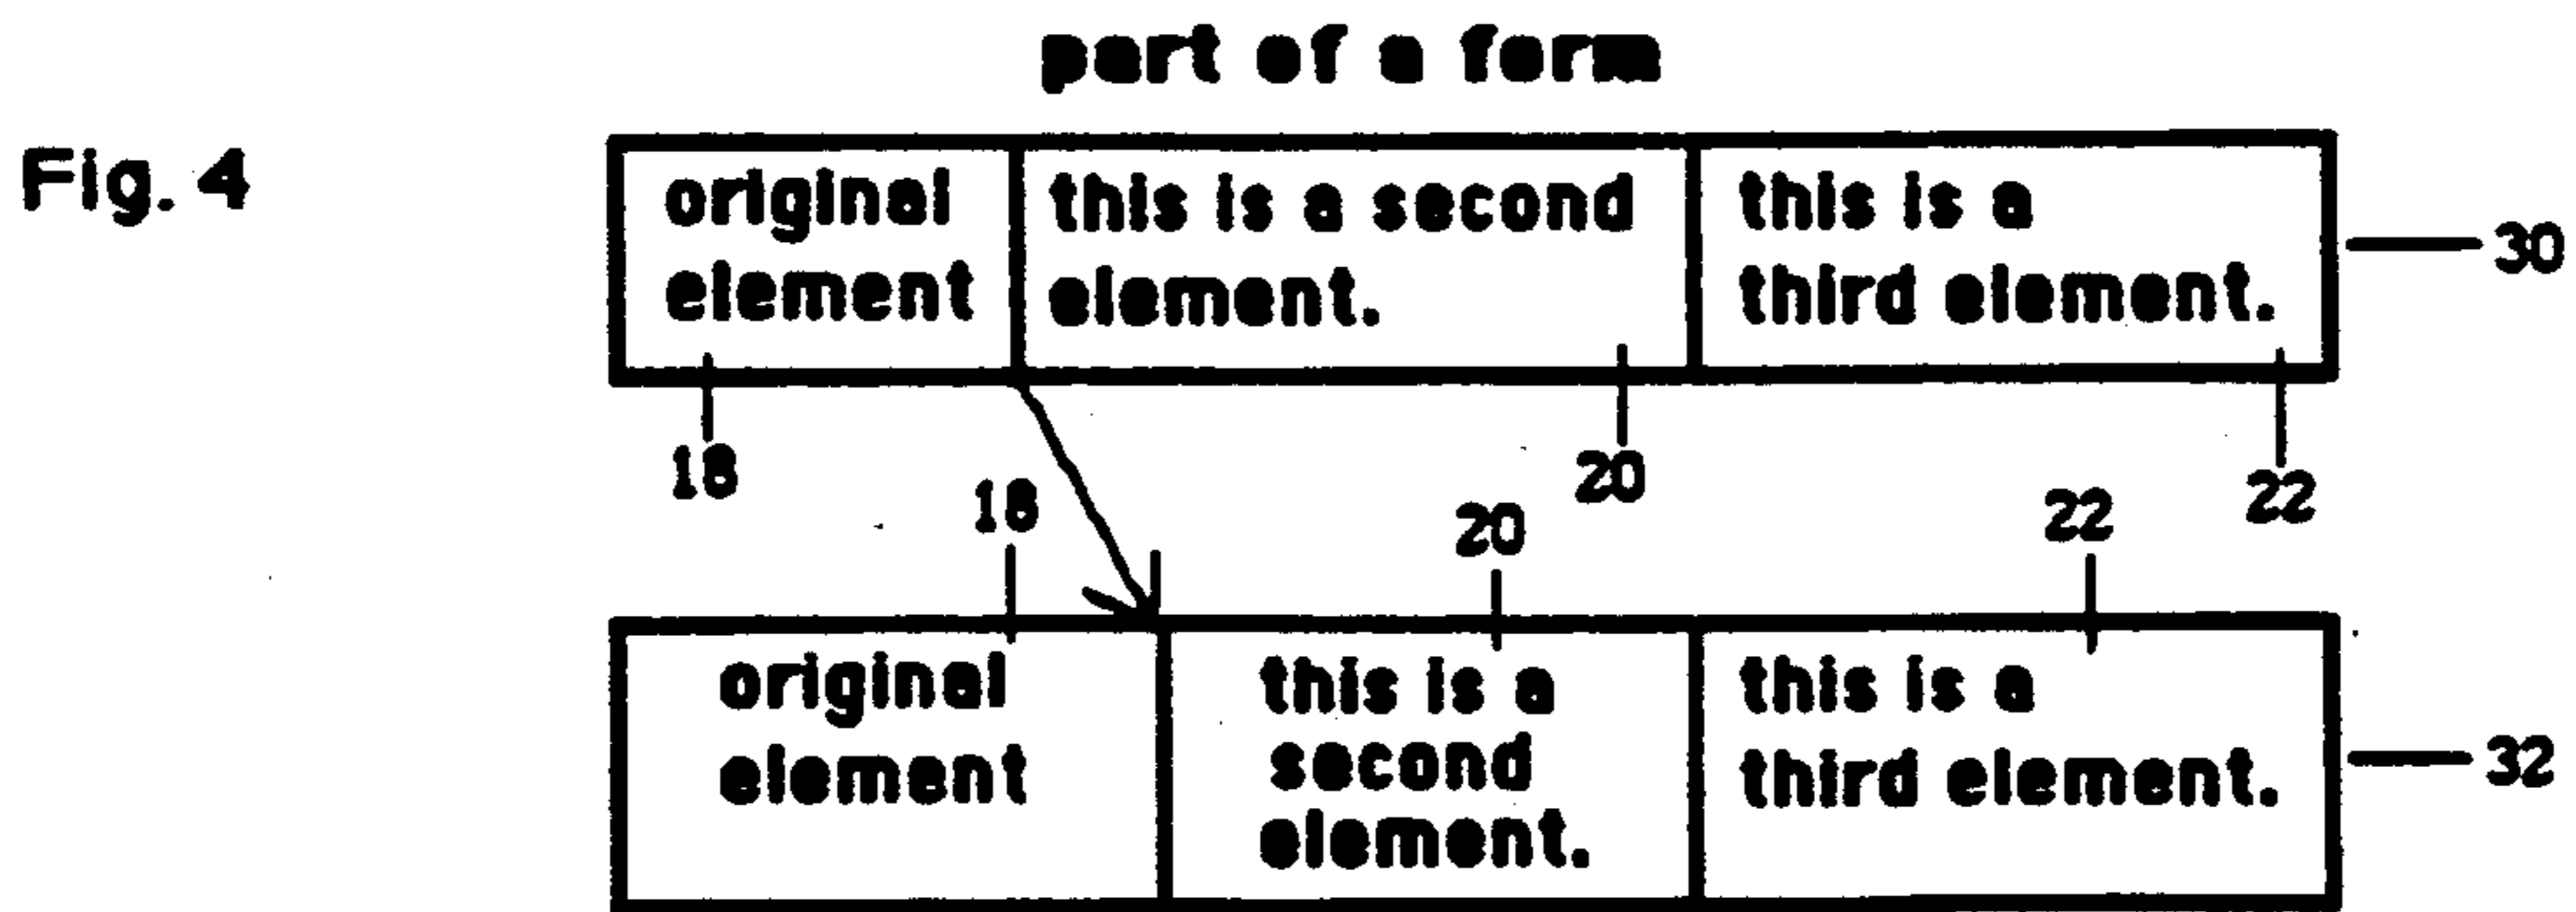 part of a form
Fig. 4
original
element
this is a second
element.
this is a
third element.
30
18
20
22
18
20
22
original
element
this is a
second
element.
this is a
third element.
32